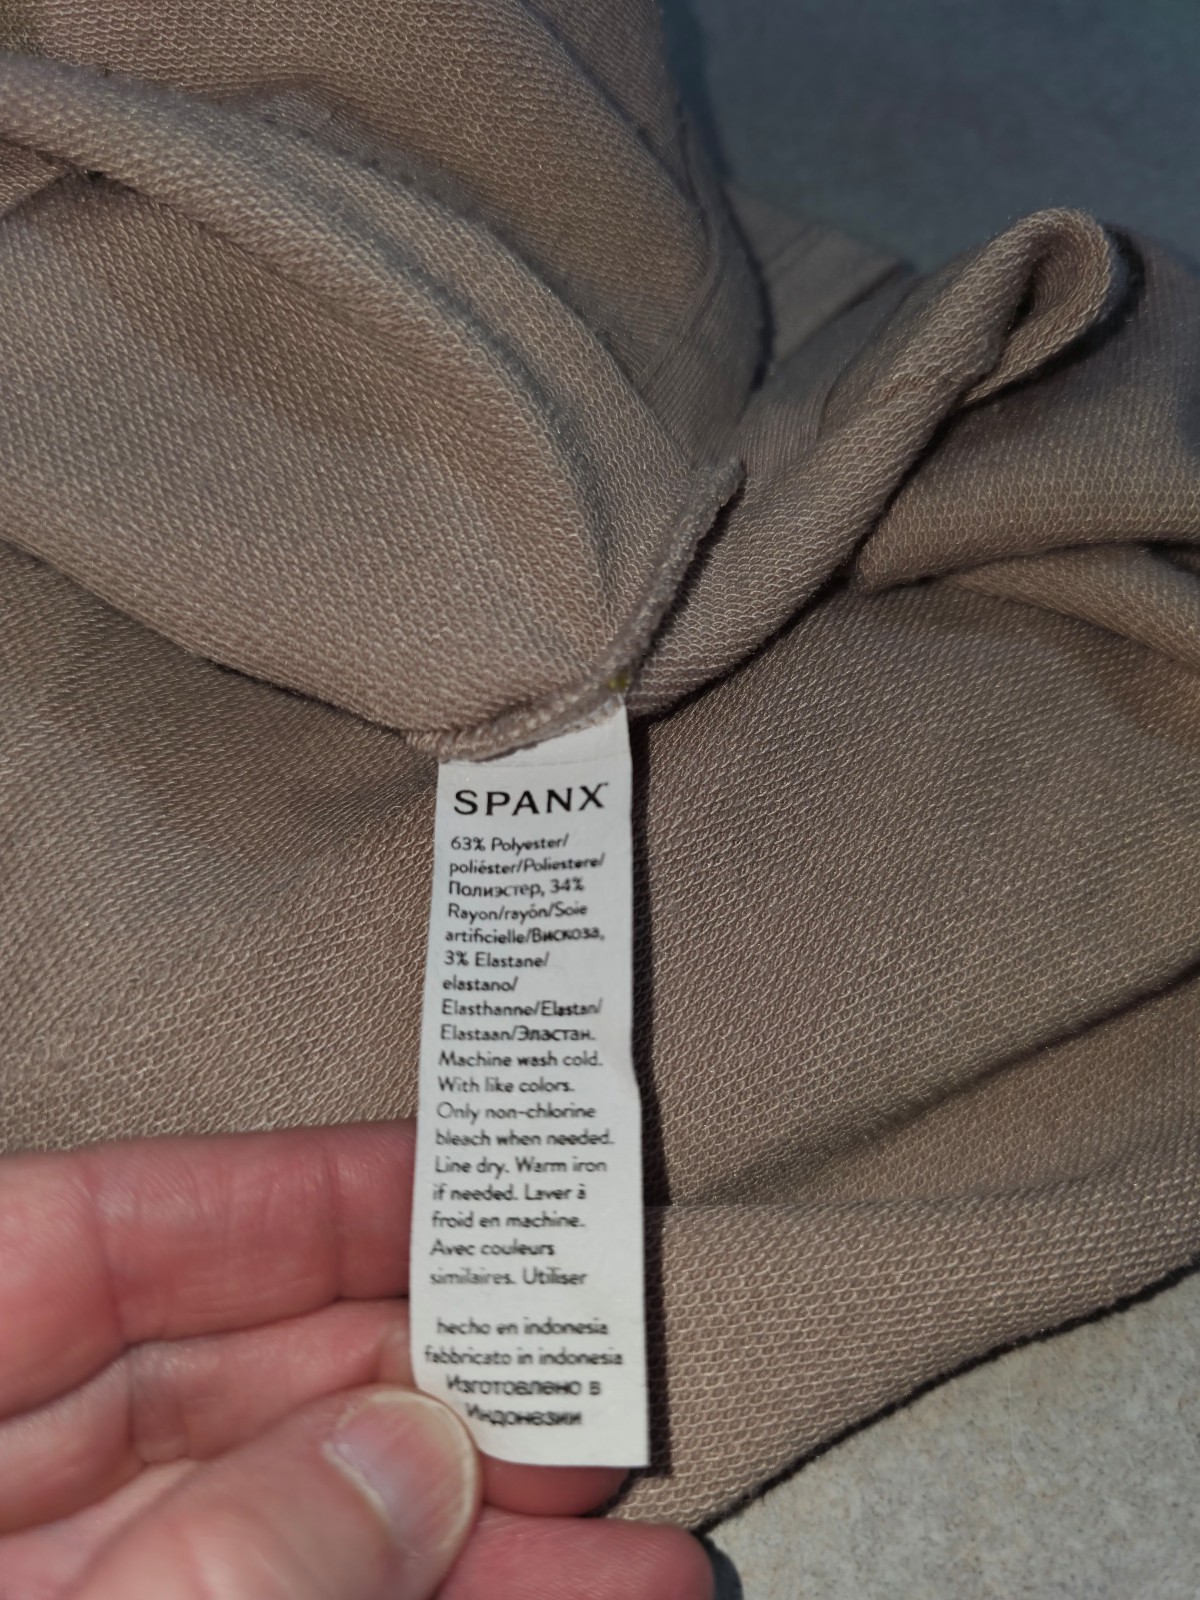 SPANX™
63% Polyester/
poliéster/Poliestere/
Полиэстер, 34%
Rayon/rayón/Soie
artificielle/Вискоза,
3% Elastane/
elastano/
Elasthanne/Elastan/
Elastaan/Эластан.
Machine wash cold.
With like colors.
Only non-chlorine
bleach when needed.
Line dry. Warm iron
if needed. Laver à
froid en machine.
Avec couleurs
similaires. Utiliser
hecho en indonesia
fabbricato in indonesia
Изготовлено в
Индонезии